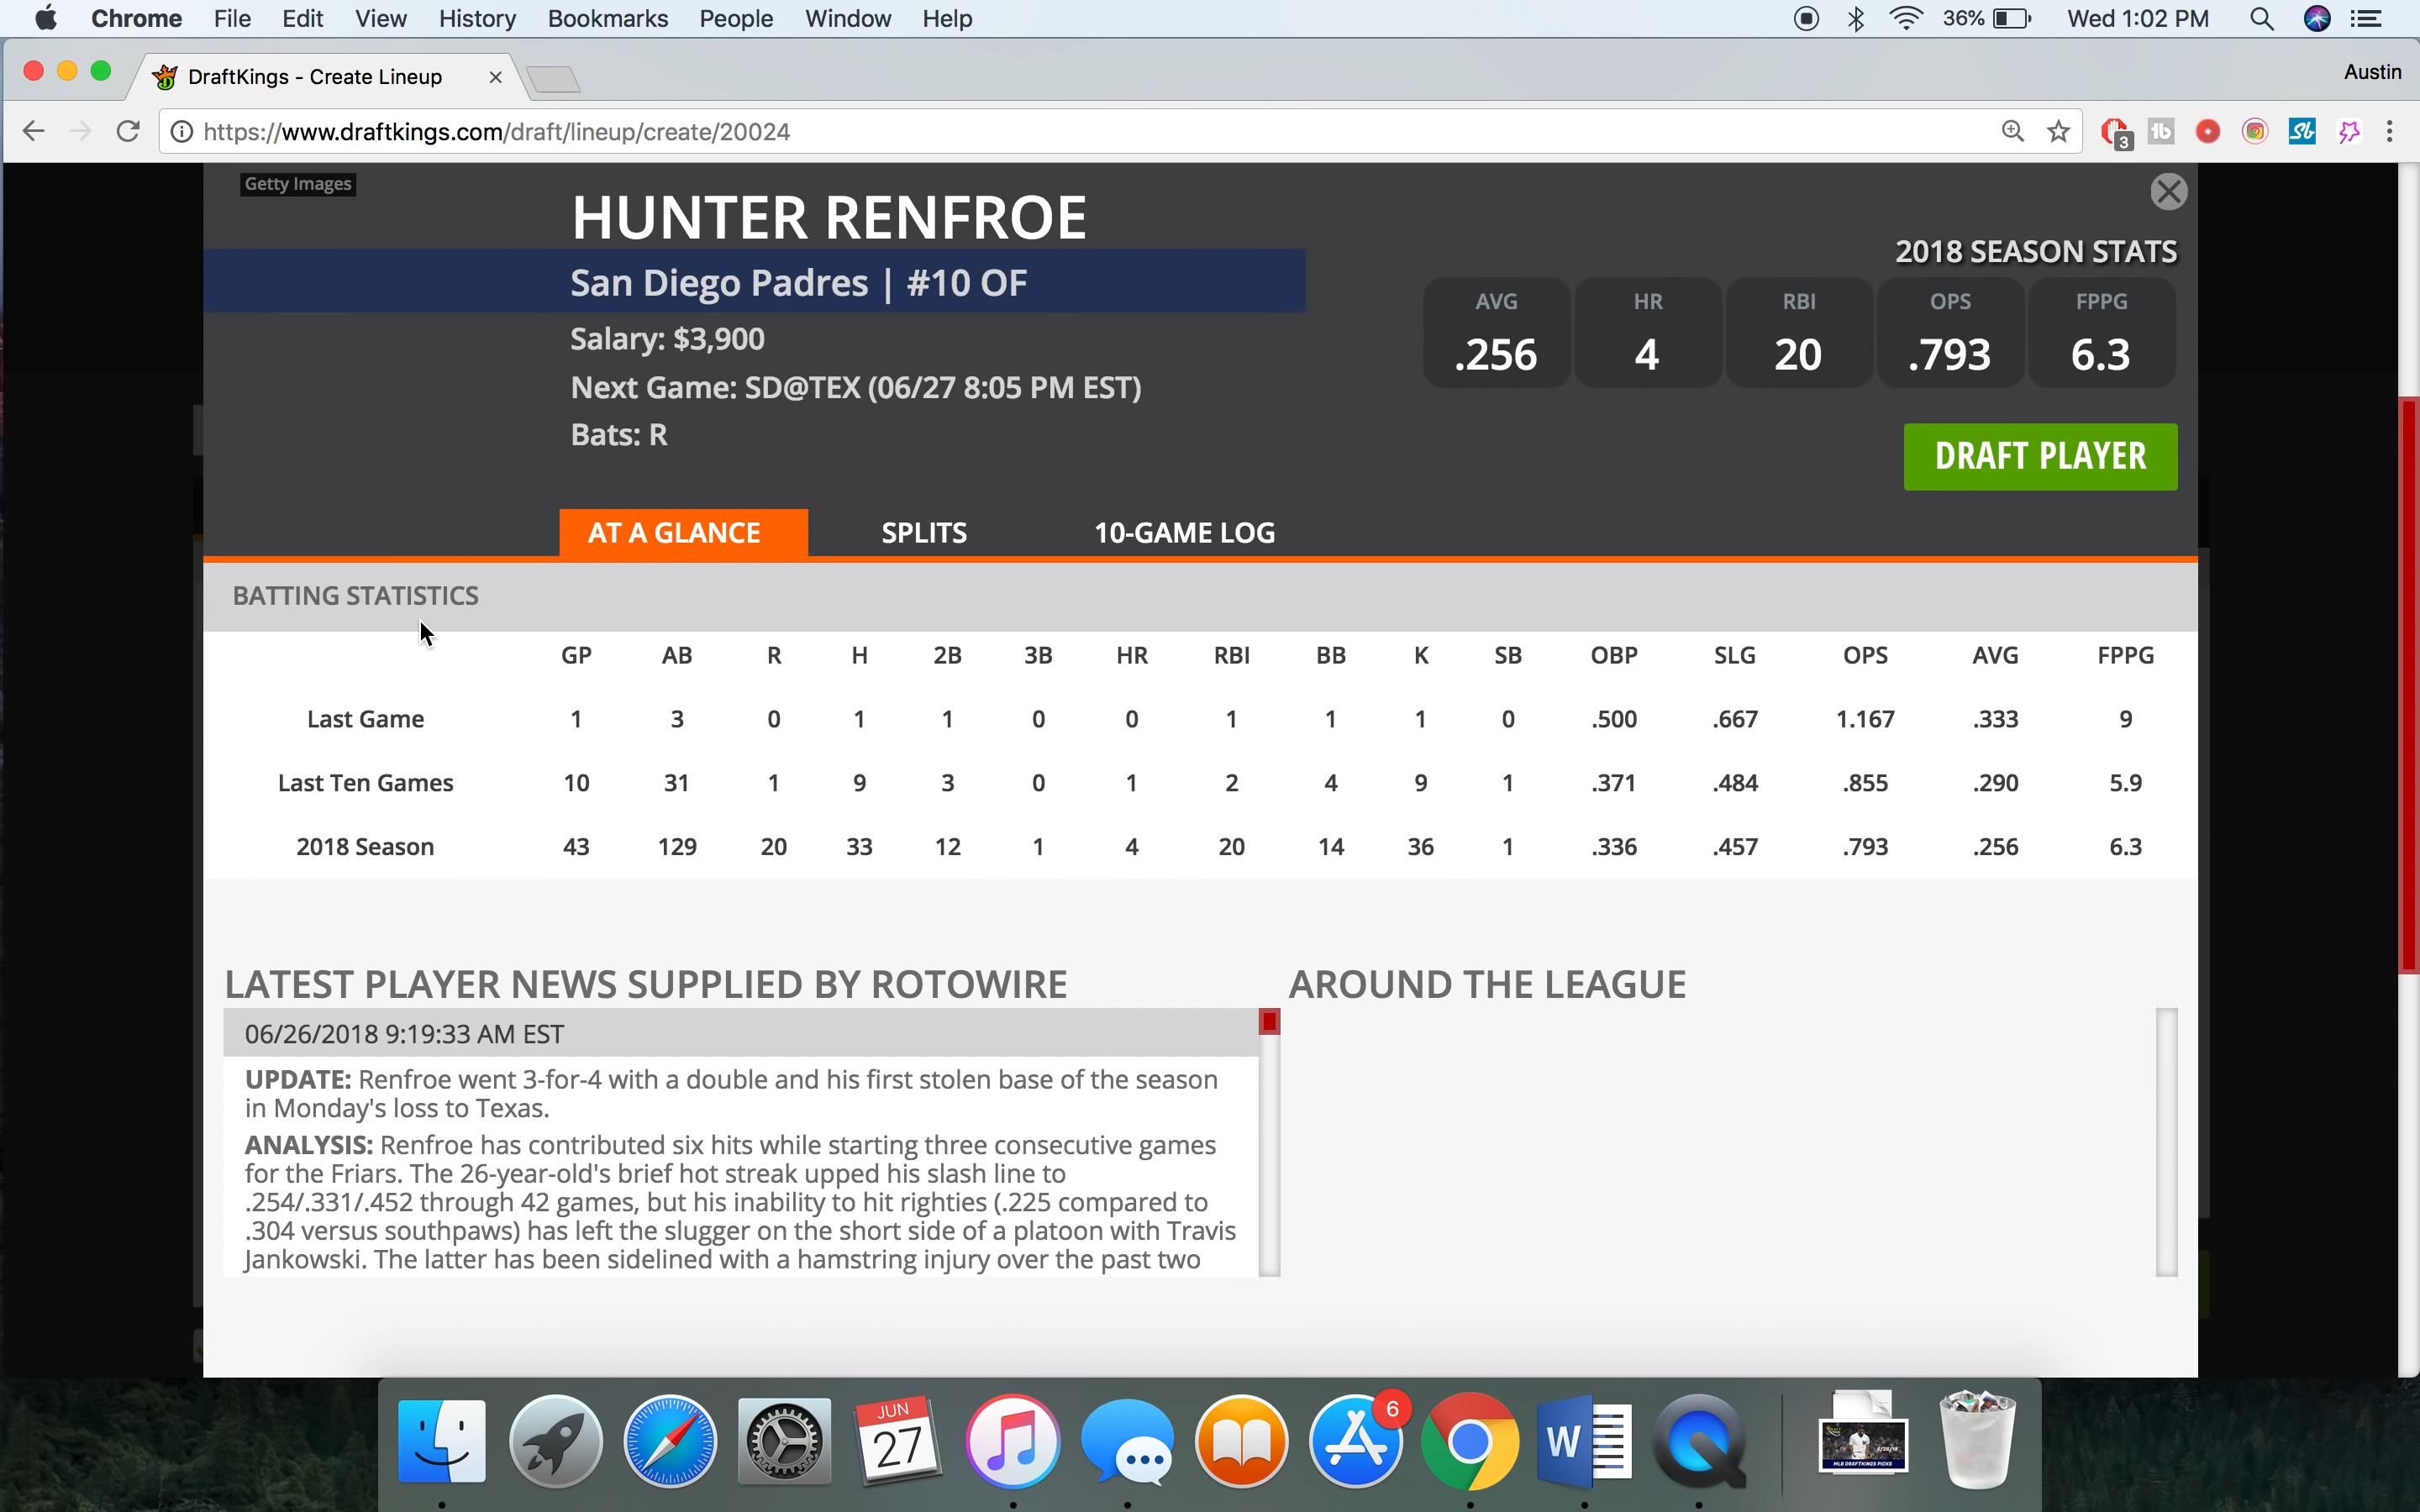 Chrome File Edit View History Bookmarks People Window Help 36% Wed 1:02 PM
DraftKings - Create Lineup Austin
https://www.draftkings.com/draft/lineup/create/20024 3 tb Sb
Getty Images
HUNTER RENFROE
San Diego Padres | #10 OF
Salary: $3,900
Next Game: SD@TEX (06/27 8:05 PM EST)
Bats: R
2018 SEASON STATS
AVG HR RBI OPS FPPG
.256 4 20 .793 6.3
DRAFT PLAYER
AT A GLANCE SPLITS 10-GAME LOG
BATTING STATISTICS
GP AB R H 2B 3B HR RBI BB K SB OBP SLG OPS AVG FPPG
Last Game 1 3 0 1 1 0 0 1 1 1 0 .500 .667 1.167 .333 9
Last Ten Games 10 31 1 9 3 0 1 2 4 9 1 .371 .484 .855 .290 5.9
2018 Season 43 129 20 33 12 1 4 20 14 36 1 .336 .457 .793 .256 6.3
LATEST PLAYER NEWS SUPPLIED BY ROTOWIRE
06/26/2018 9:19:33 AM EST
UPDATE: Renfroe went 3-for-4 with a double and his first stolen base of the season
in Monday's loss to Texas.
ANALYSIS: Renfroe has contributed six hits while starting three consecutive games
for the Friars. The 26-year-old's brief hot streak upped his slash line to
.254/.331/.452 through 42 games, but his inability to hit righties (.225 compared to
.304 versus southpaws) has left the slugger on the short side of a platoon with Travis
Jankowski. The latter has been sidelined with a hamstring injury over the past two
AROUND THE LEAGUE
JUN
27
6
W
MLB DRAFTKINGS PICKS